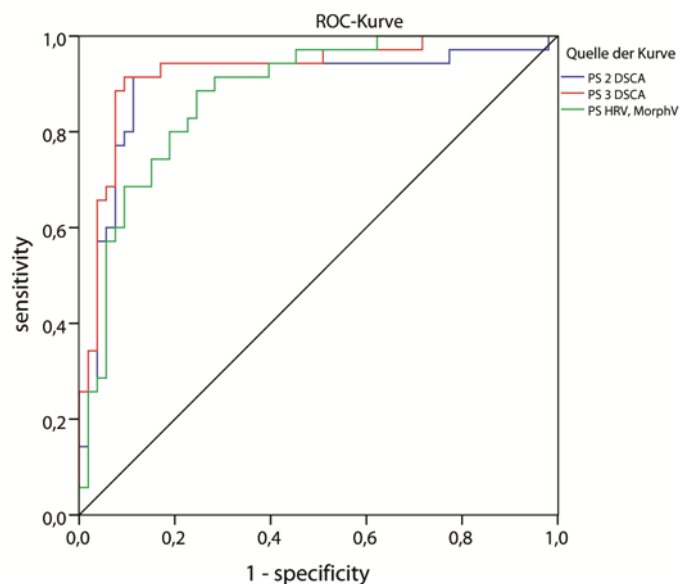 ROC-Kurve
Quelle der Kurve
PS 2 DSCA
PS 3 DSCA
PS HRV, MorphV
sensitivity
1,0
0,8
0,6
0,4
0,2
0,0
0,0 0,2 0,4 0,6 0,8 1,0
1 - specificity